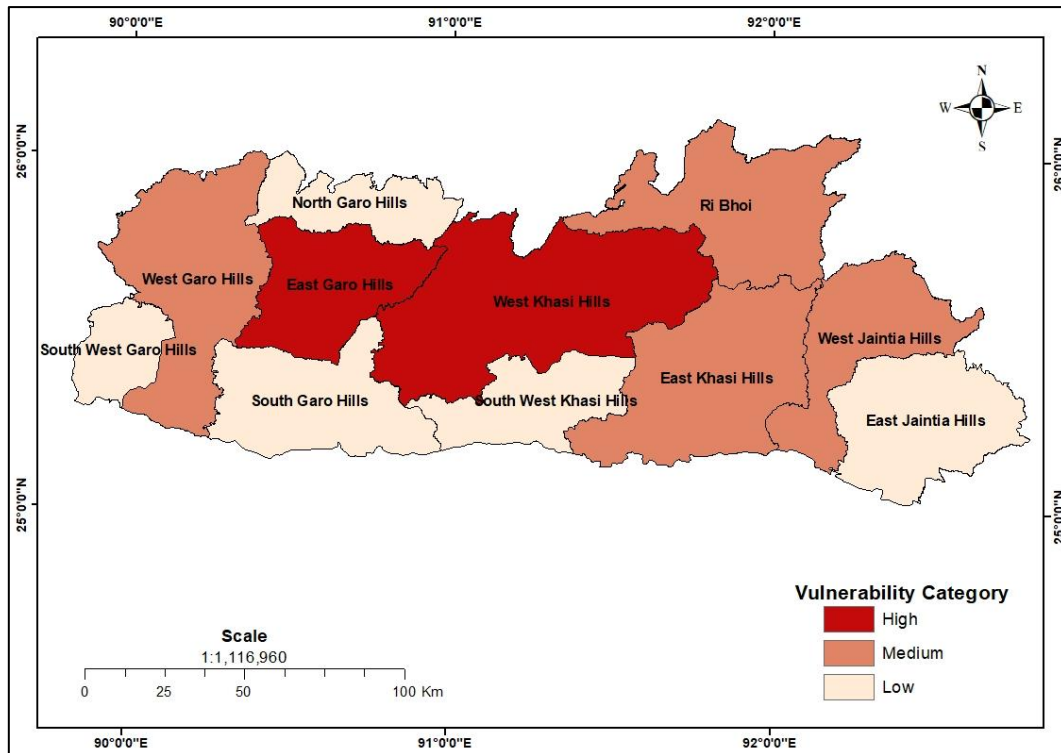 90°0'0"E
91°0'0"E
92°0'0"E
N
W
E
S
26°0'0"N
26°0'0"N
North Garo Hills
Ri Bhoi
West Garo Hills
East Garo Hills
West Khasi Hills
South West Garo Hills
West Jaintia Hills
East Khasi Hills
South Garo Hills
South West Khasi Hills
East Jaintia Hills
25°0'0"N
25°0'0"N
Vulnerability Category
High
Medium
Low
Scale
1:1,116,960
0 25 50 100 Km
90°0'0"E
91°0'0"E
92°0'0"E